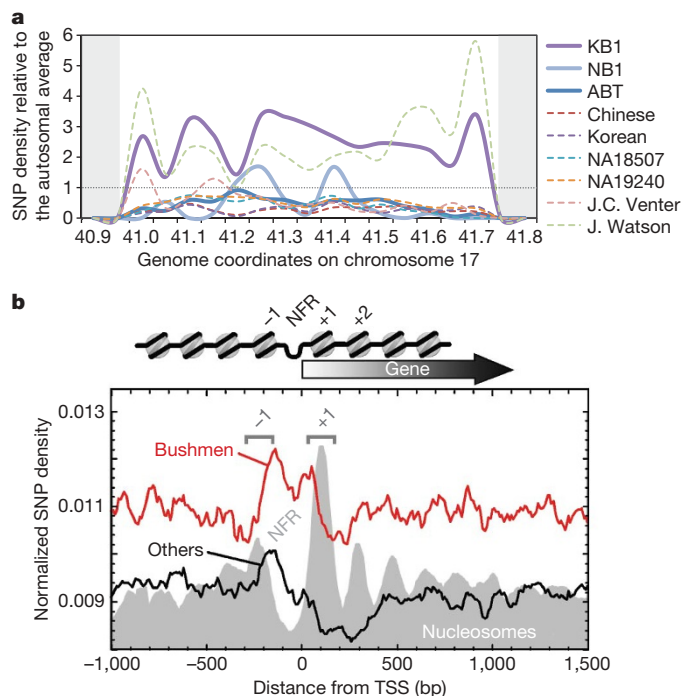 a
SNP density relative to
the autosomal average
6
5
4
3
2
1
0
40.9 41.0 41.1 41.2 41.3 41.4 41.5 41.6 41.7 41.8
Genome coordinates on chromosome 17
KB1
NB1
ABT
Chinese
Korean
NA18507
NA19240
J.C. Venter
J. Watson
b
−1 NFR +1 +2
Gene
Normalized SNP density
0.013
0.011
0.009
−1 +1
Bushmen
NFR
Others
Nucleosomes
−1,000 −500 0 500 1,000 1,500
Distance from TSS (bp)